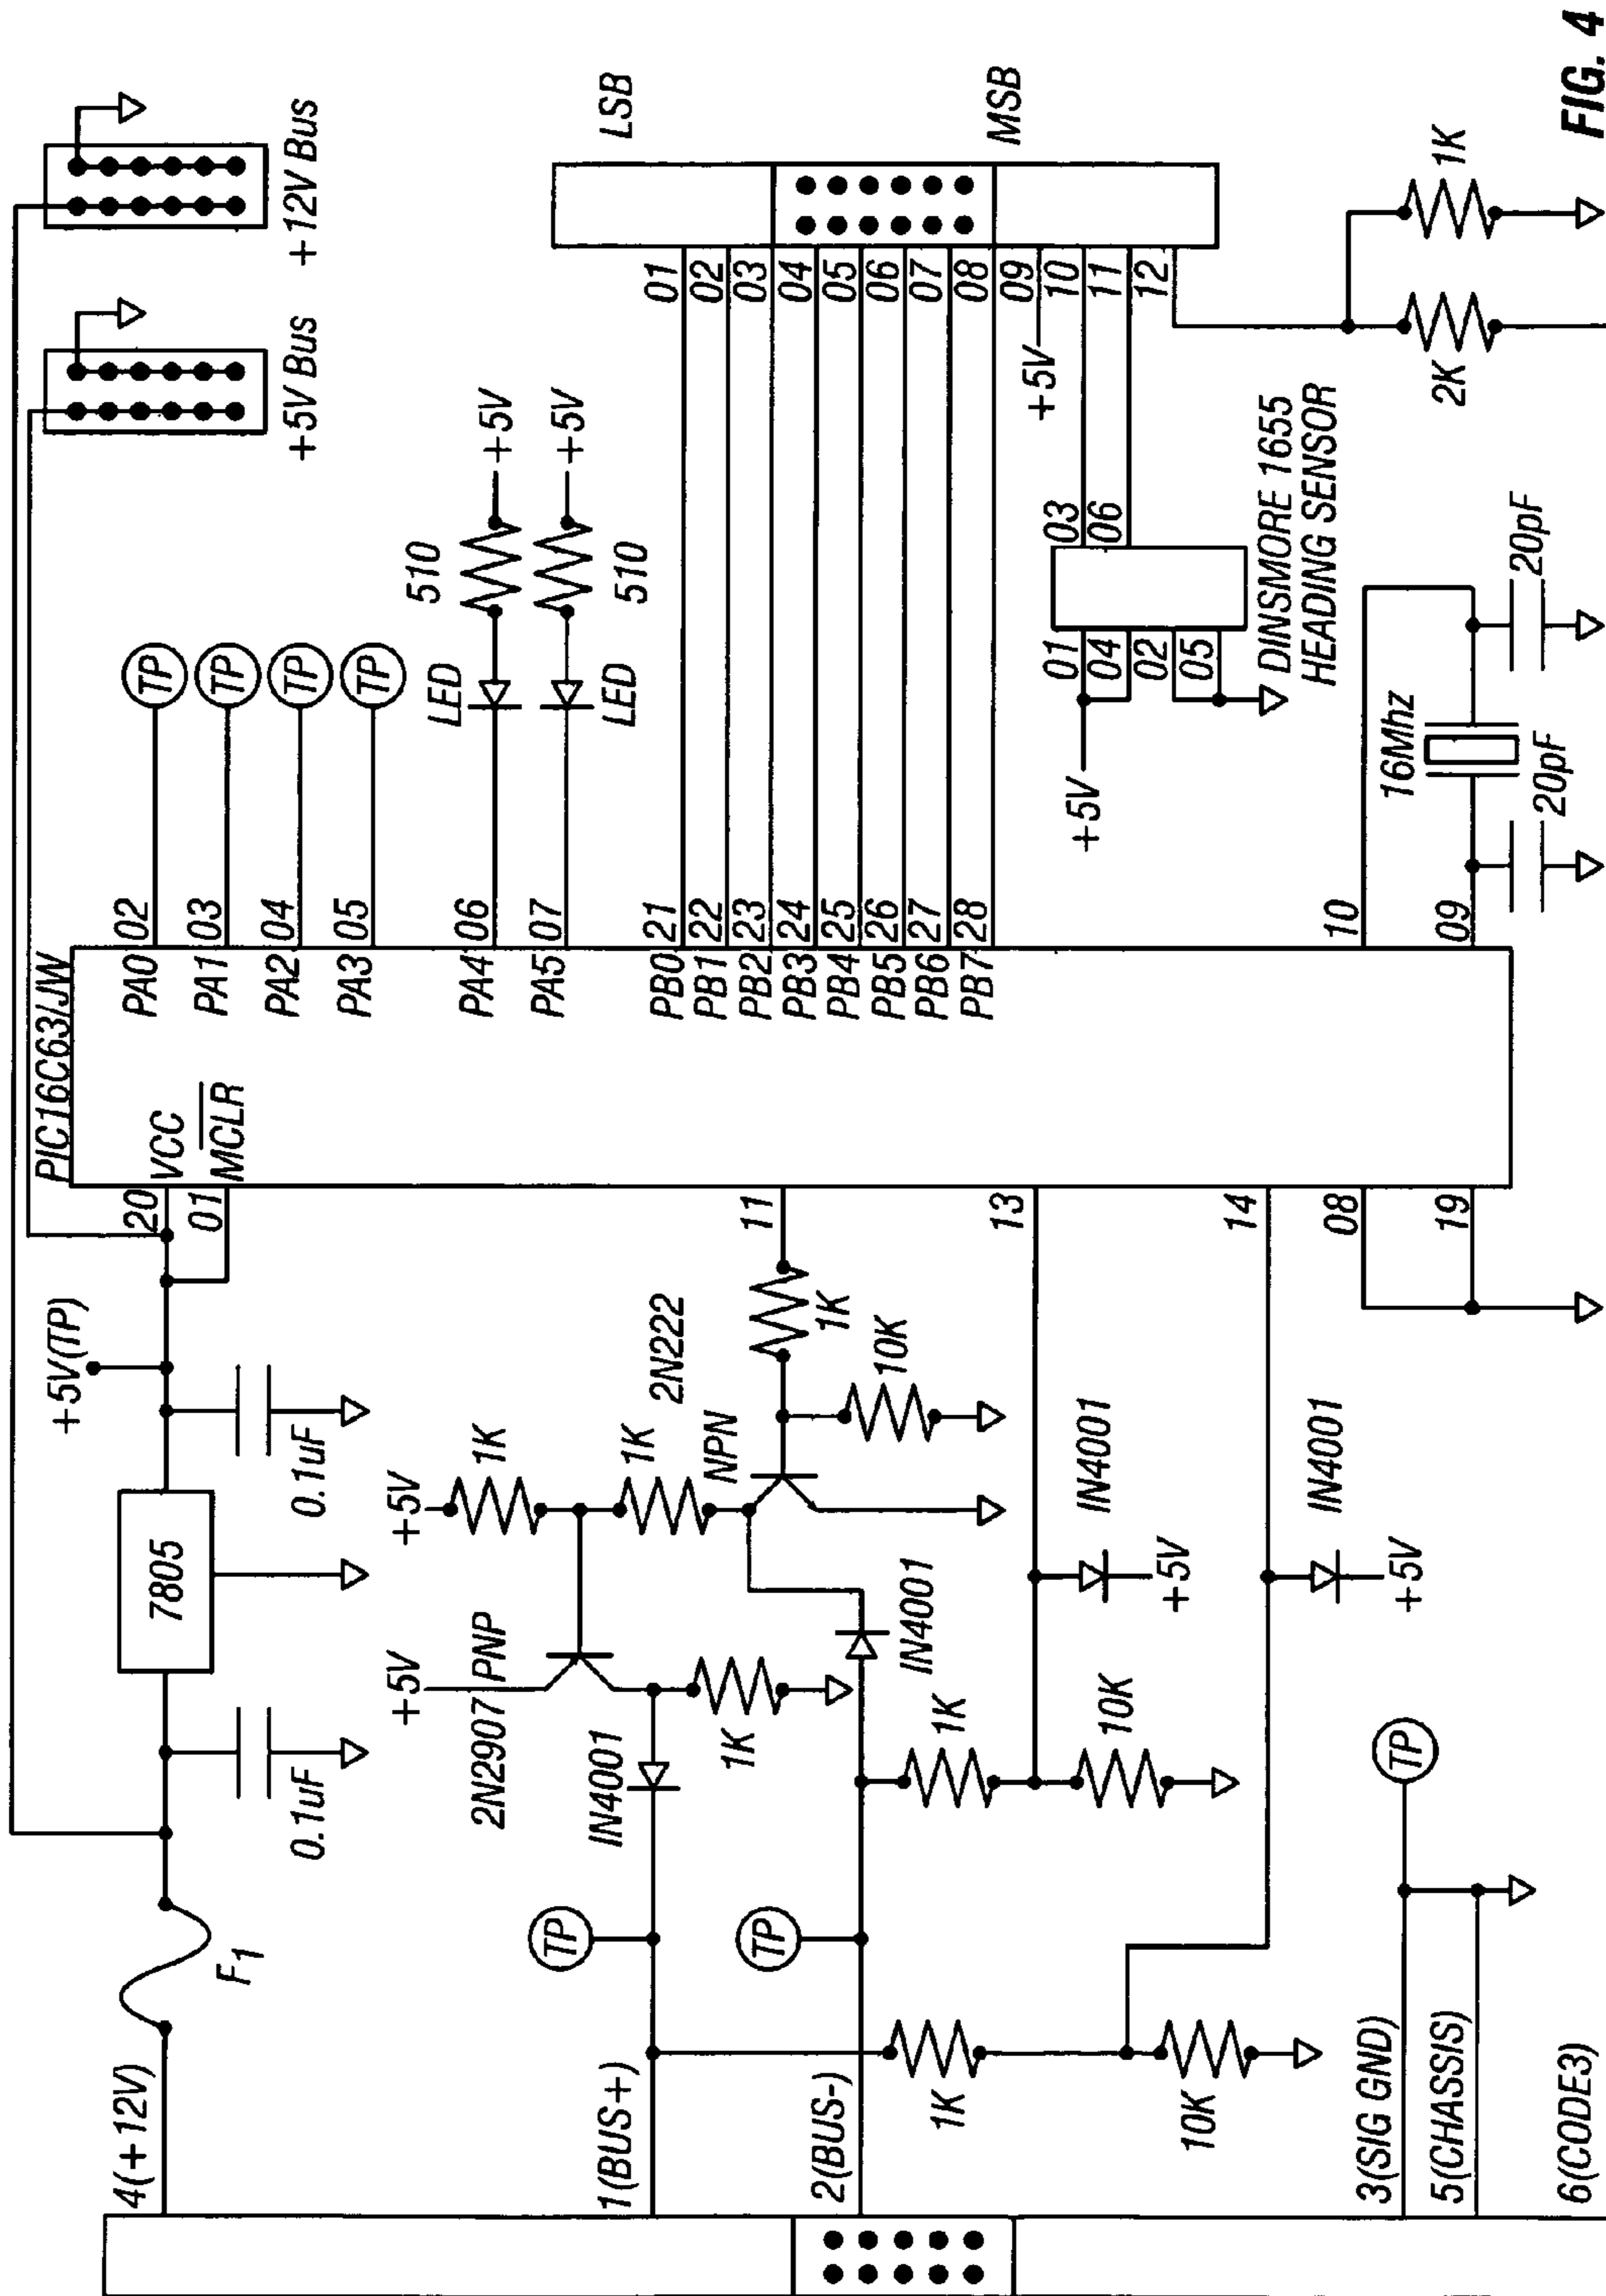 +5V Bus
+12V Bus
PIC16C63/JW
4(+12V)
F1
0.1uF
7805
0.1uF
+5V(TP)
20
VCC
01
MCLR
PA0
02
TP
PA1
03
TP
PA2
04
TP
PA3
05
TP
PA4
06
LED
510
+5V
PA5
07
LED
510
+5V
PB0
21
01
PB1
22
02
PB2
23
03
PB3
24
04
PB4
25
05
PB5
26
06
PB6
27
07
PB7
28
08
LSB
MSB
+5V
09
10
11
12
+5V
01
04
02
05
03
06
DINSMORE 1655
HEADING SENSOR
2K
1K
10
09
16Mhz
20pF
20pF
1(BUS+)
TP
IN4001
2N2907 PNP
+5V
+5V
1K
1K
1K
2N222
NPN
1K
11
10K
2(BUS-)
TP
IN4001
1K
10K
13
IN4001
+5V
1K
10K
14
IN4001
+5V
08
19
3(SIG GND)
TP
5(CHASSIS)
6(CODE3)
FIG. 4